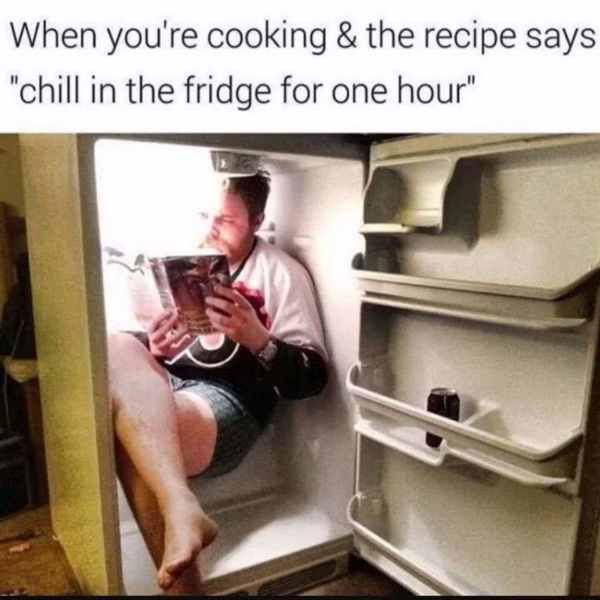 When you're cooking & the recipe says
"chill in the fridge for one hour"